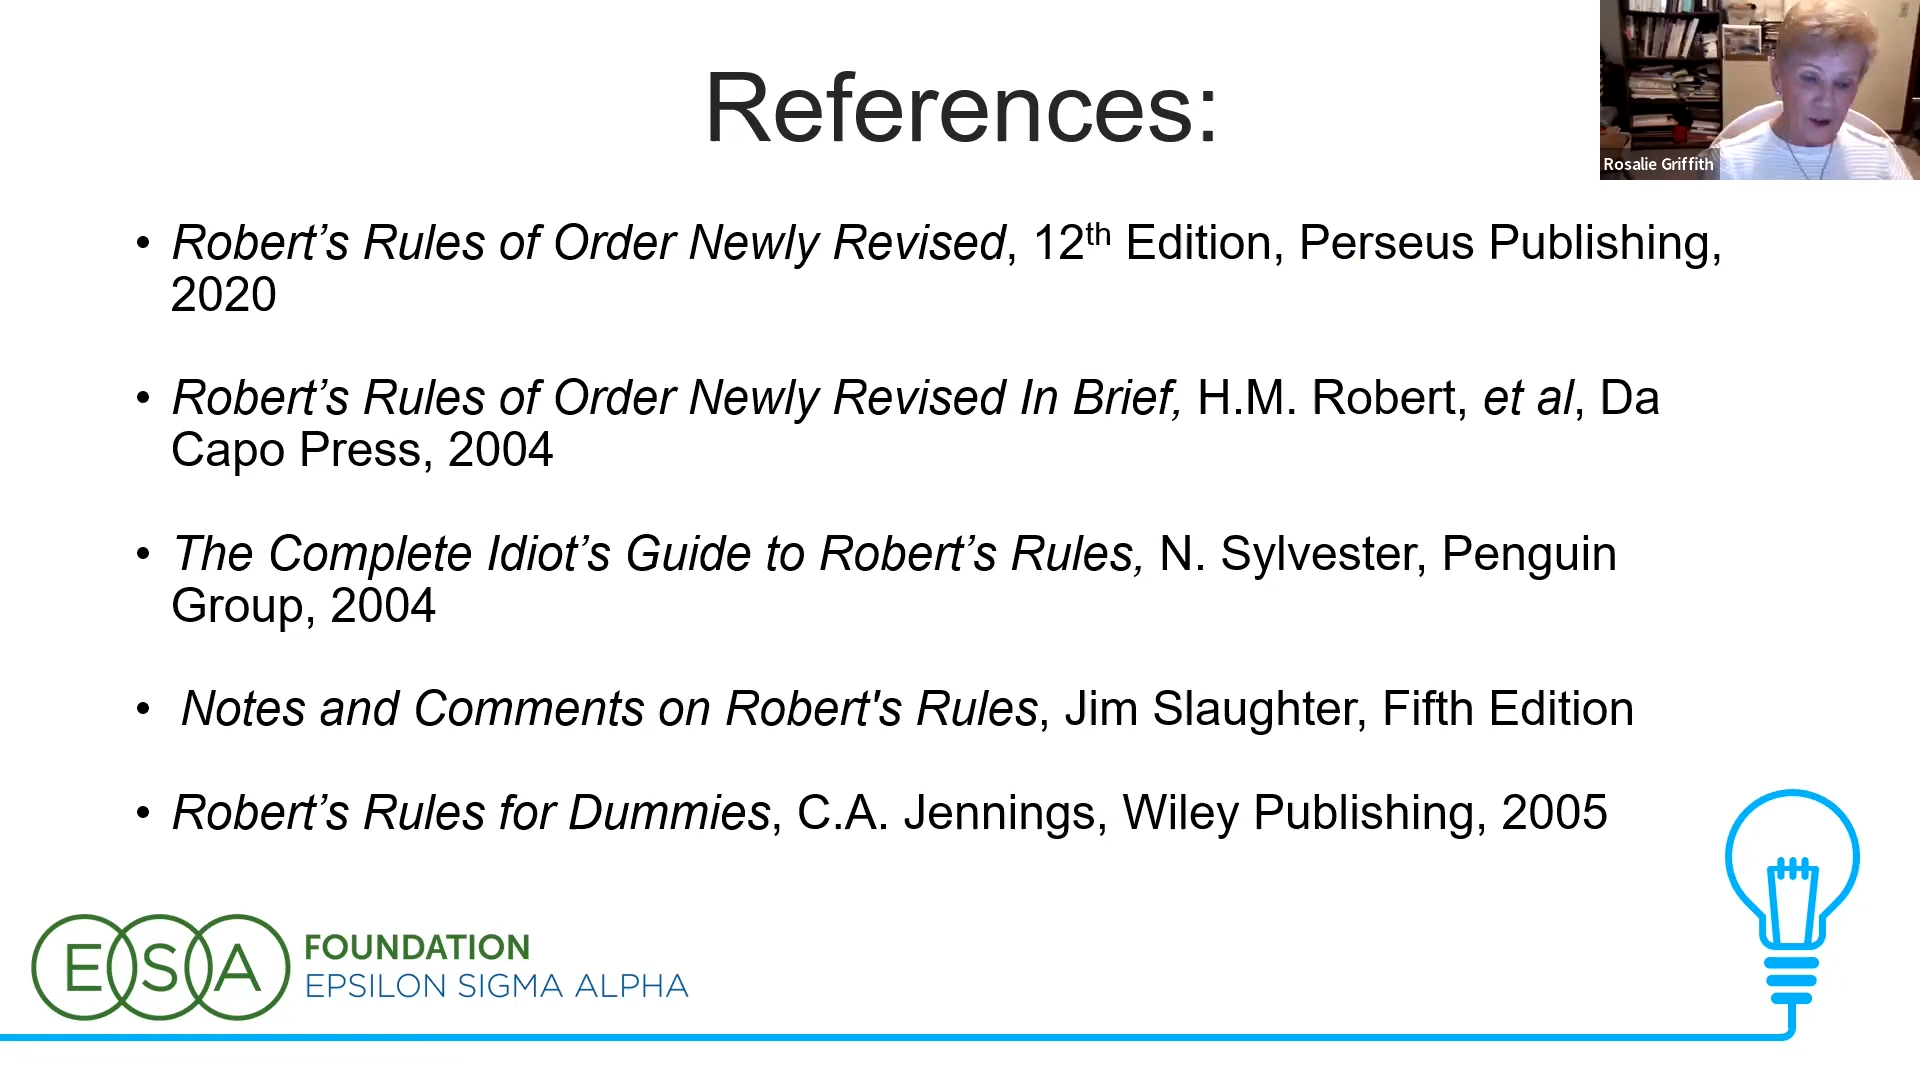 References:
Rosalie Griffith
• Robert’s Rules of Order Newly Revised, 12th Edition, Perseus Publishing,
2020
• Robert’s Rules of Order Newly Revised In Brief, H.M. Robert, et al, Da
Capo Press, 2004
• The Complete Idiot’s Guide to Robert’s Rules, N. Sylvester, Penguin
Group, 2004
• Notes and Comments on Robert's Rules, Jim Slaughter, Fifth Edition
• Robert’s Rules for Dummies, C.A. Jennings, Wiley Publishing, 2005
ESA
FOUNDATION
EPSILON SIGMA ALPHA